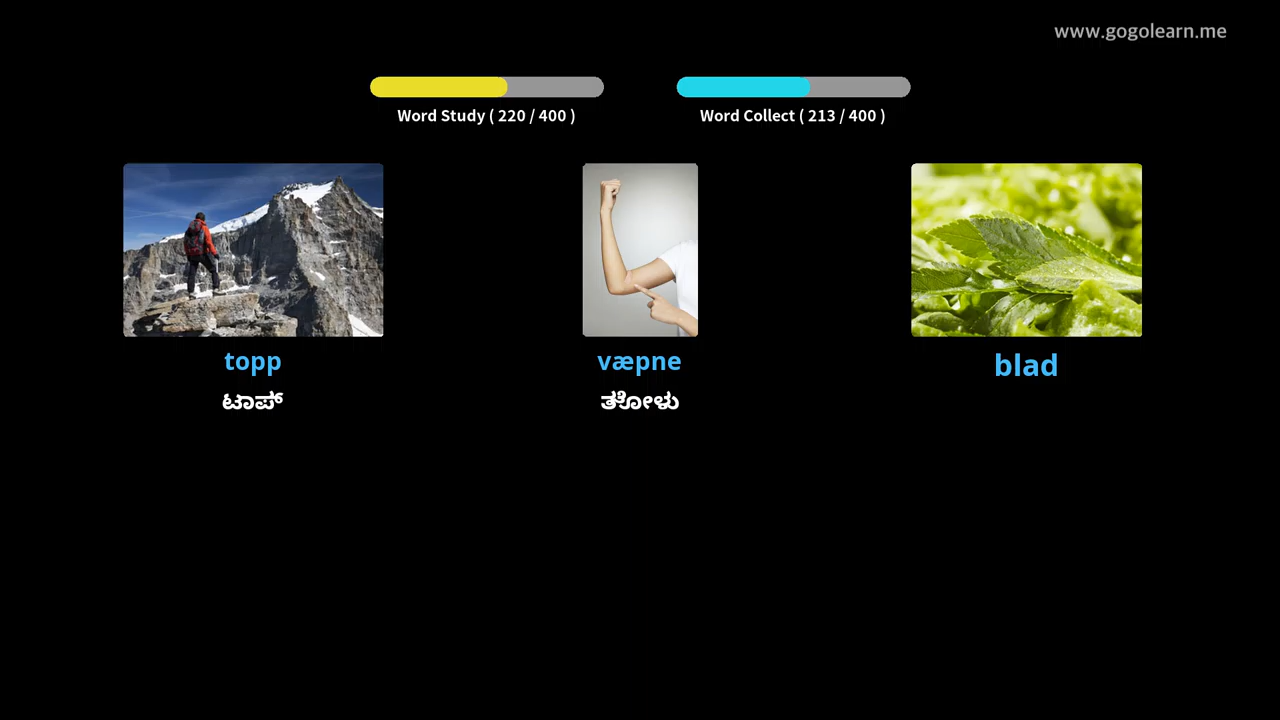 www.gogolearn.me
Word Study ( 220 / 400 )
Word Collect ( 213 / 400 )
topp
væpne
blad
ಟಾಪ್
ತೋಳು